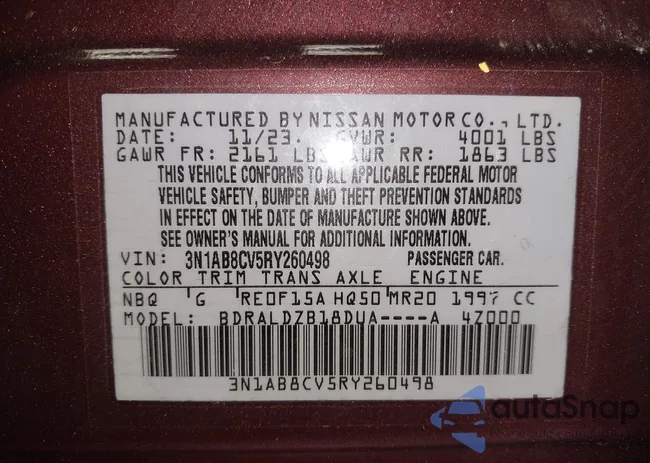 MANUFACTURED BY NISSAN MOTOR CO., LTD.
DATE: 11/23. GVWR: 4001 LBS
GAWR FR: 2161 LBS GAWR RR: 1863 LBS
THIS VEHICLE CONFORMS TO ALL APPLICABLE FEDERAL MOTOR
VEHICLE SAFETY, BUMPER AND THEFT PREVENTION STANDARDS
IN EFFECT ON THE DATE OF MANUFACTURE SHOWN ABOVE.
SEE OWNER'S MANUAL FOR ADDITIONAL INFORMATION.
VIN: 3N1AB8CV5RY260498 PASSENGER CAR.
COLOR TRIM TRANS AXLE ENGINE
NBQ G RE0F15A HQ50 MR20 1997 CC
MODEL: BDRALDZB18DUA----A 4Z000
3N1AB8CV5RY260498
autoSnap